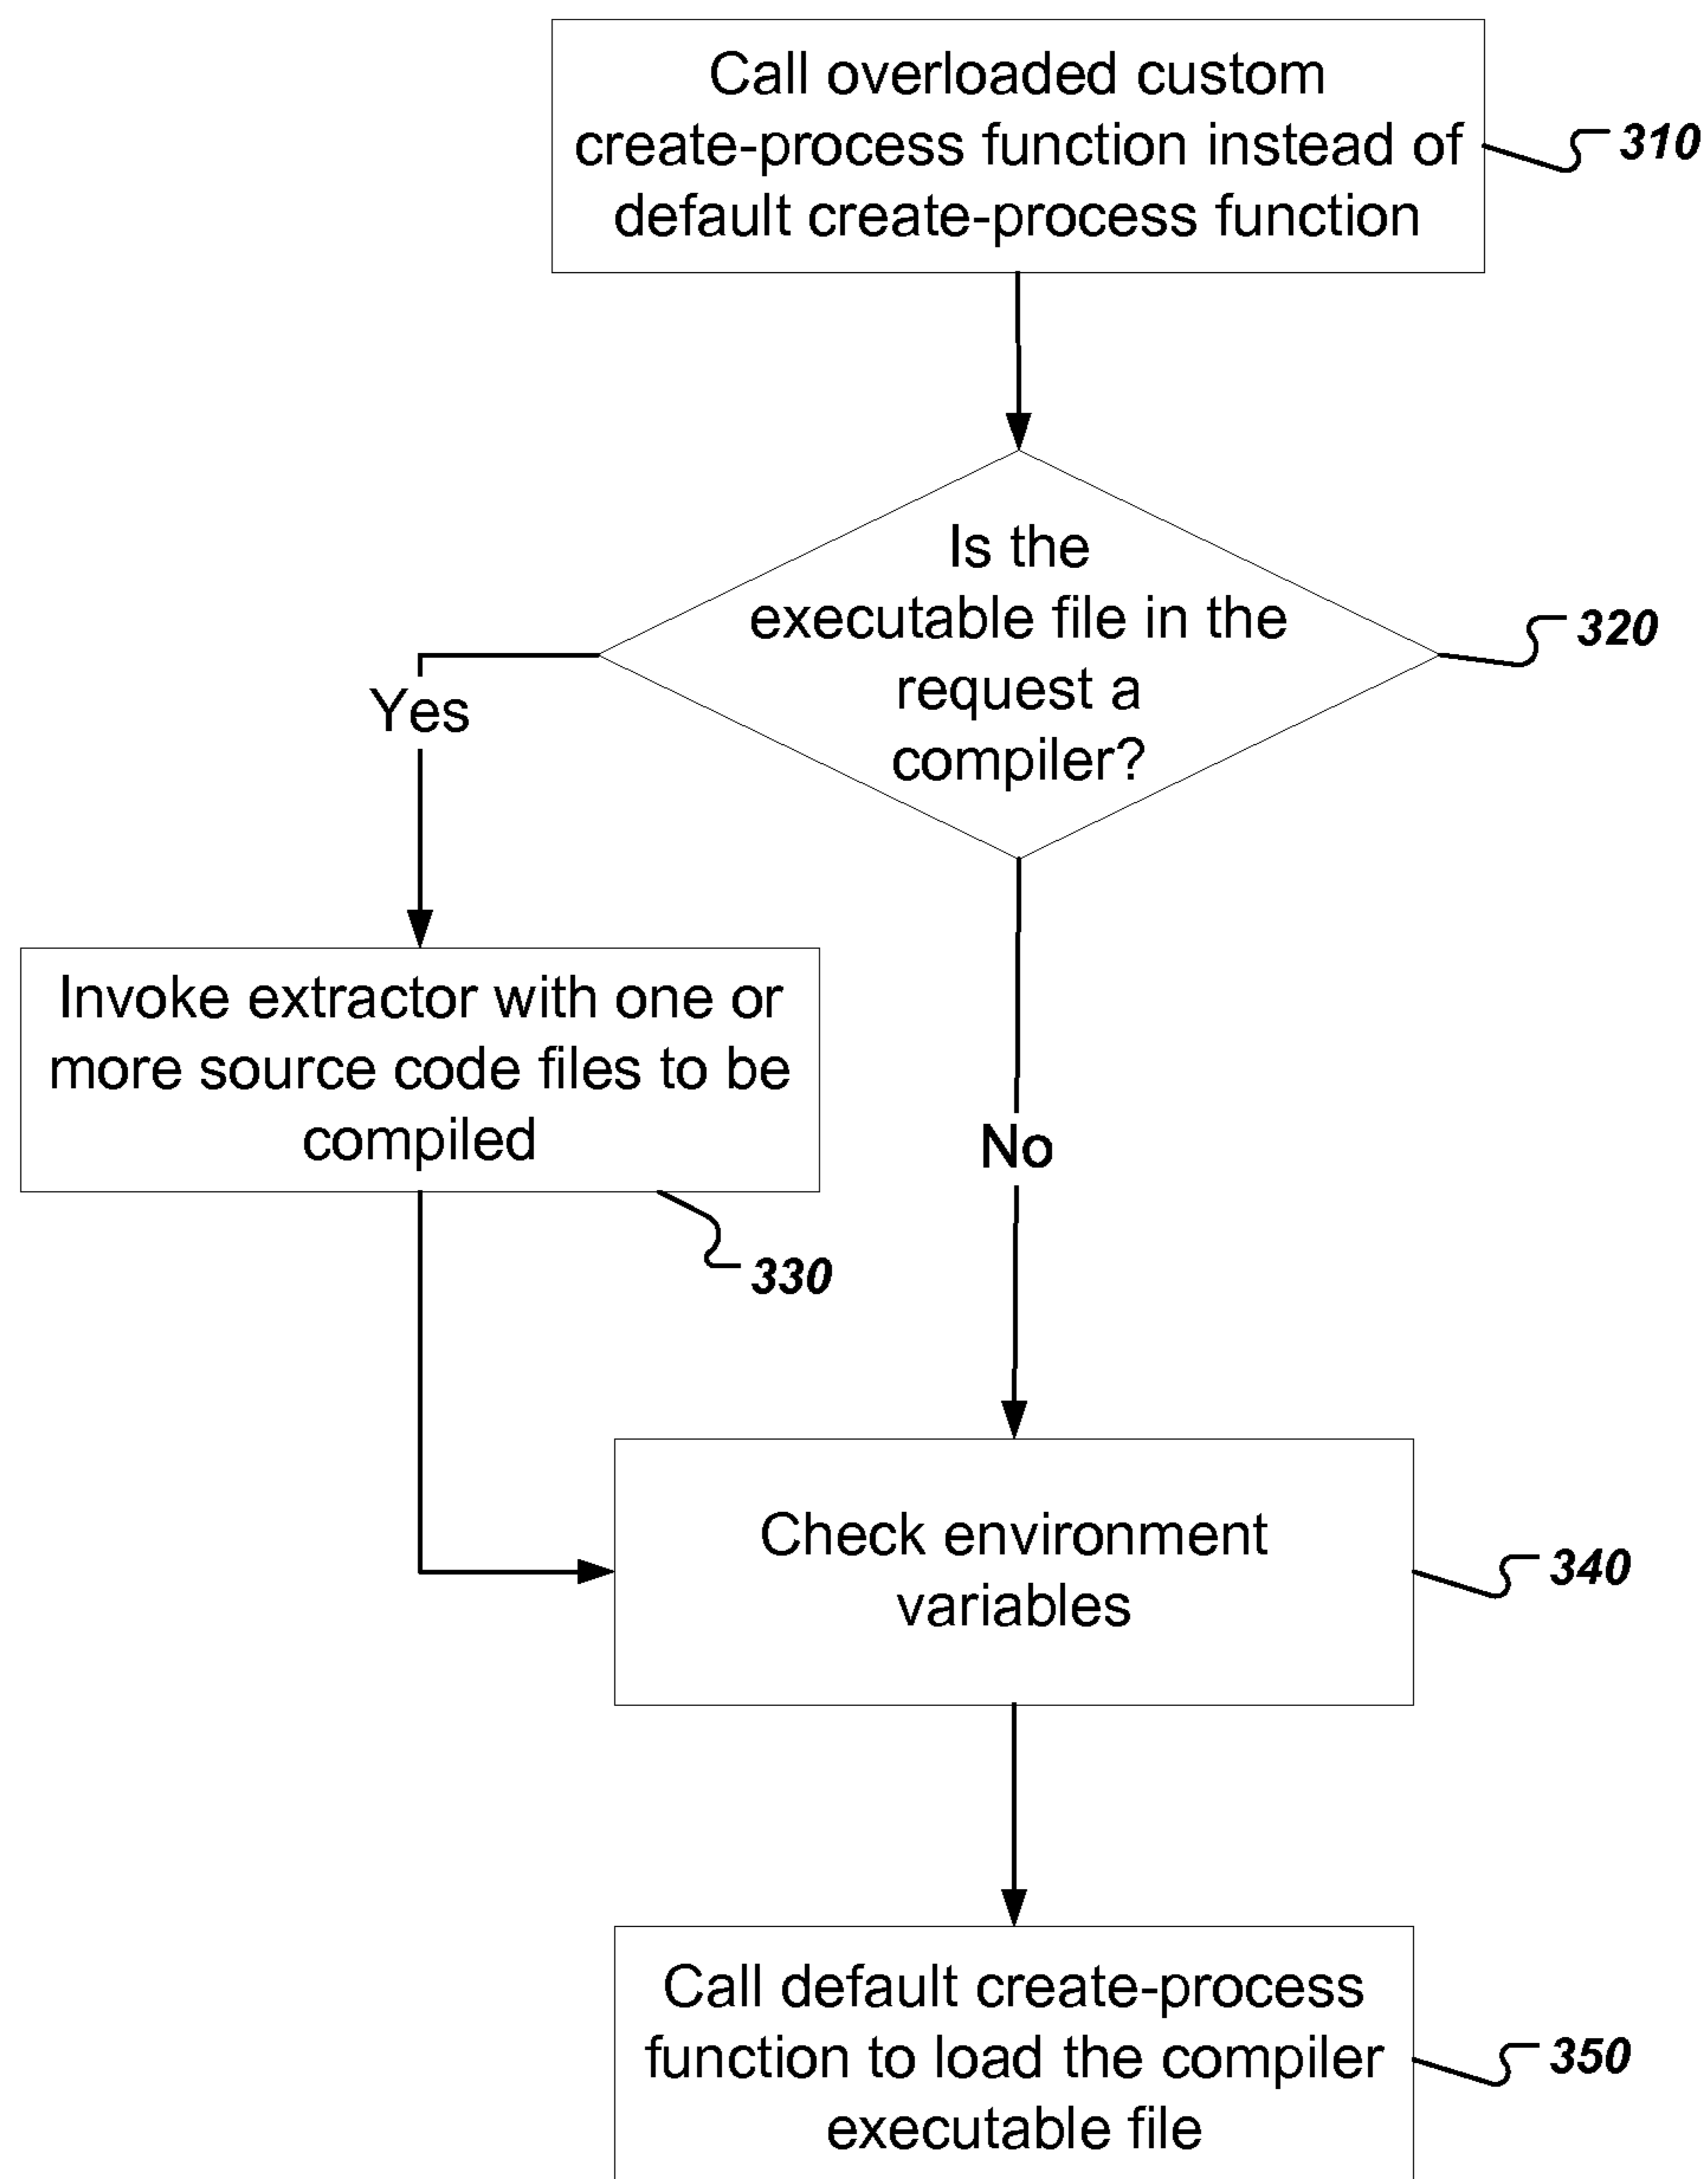 Call overloaded custom
create-process function instead of
default create-process function
310
Is the
executable file in the
request a
compiler?
320
Yes
Invoke extractor with one or
more source code files to be
compiled
330
No
Check environment
variables
340
Call default create-process
function to load the compiler
executable file
350